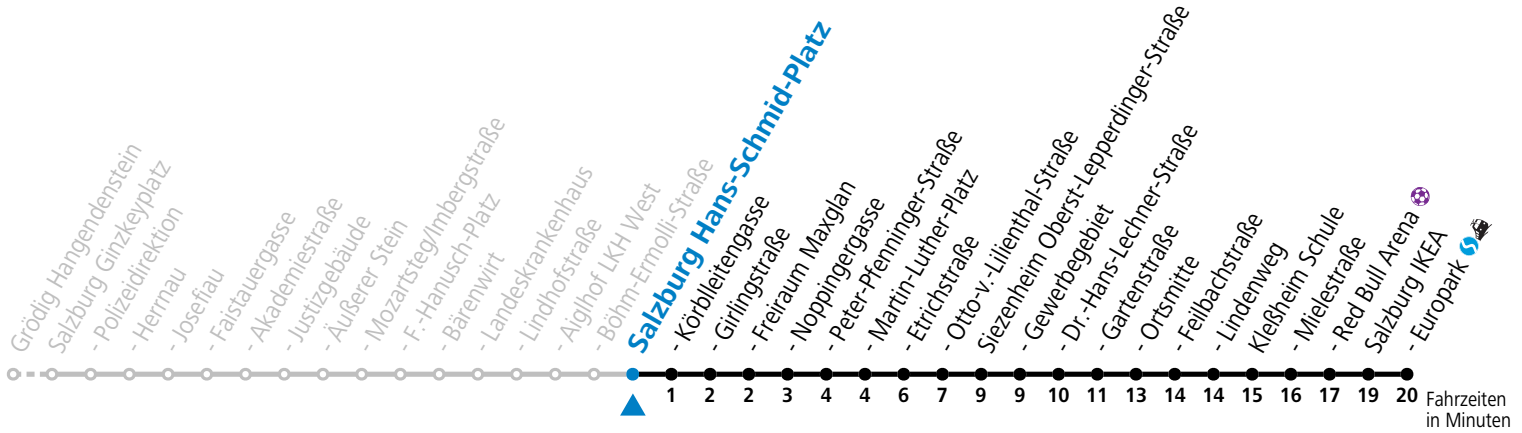 Grödig Hangendenstein
Salzburg Ginzkeyplatz
- Polizeidirektion
- Herrnau
- Josefiau
- Faistauergasse
- Akademiestraße
- Justizgebäude
- Äußerer Stein
- Mozartsteg/Imbergstraße
- F.-Hanusch-Platz
- Bärenwirt
- Landeskrankenhaus
- Lindhofstraße
- Aiglhof LKH West
- Böhm-Ermolli-Straße
Salzburg Hans-Schmid-Platz
- Körblleitengasse
- Girlingstraße
- Freiraum Maxglan
- Noppingergasse
- Peter-Pfenninger-Straße
- Martin-Luther-Platz
- Etrichstraße
- Otto-v.-Lilienthal-Straße
Siezenheim Oberst-Lepperdinger-Straße
- Gewerbegebiet
- Dr.-Hans-Lechner-Straße
- Gartenstraße
- Ortsmitte
- Feilbachstraße
- Lindenweg
Kleßheim Schule
- Mielestraße
- Red Bull Arena
Salzburg IKEA
- Europark
1 2 2 3 4 4 6 7 9 9 10 11 13 14 14 15 16 17 19 20
Fahrzeiten
in Minuten